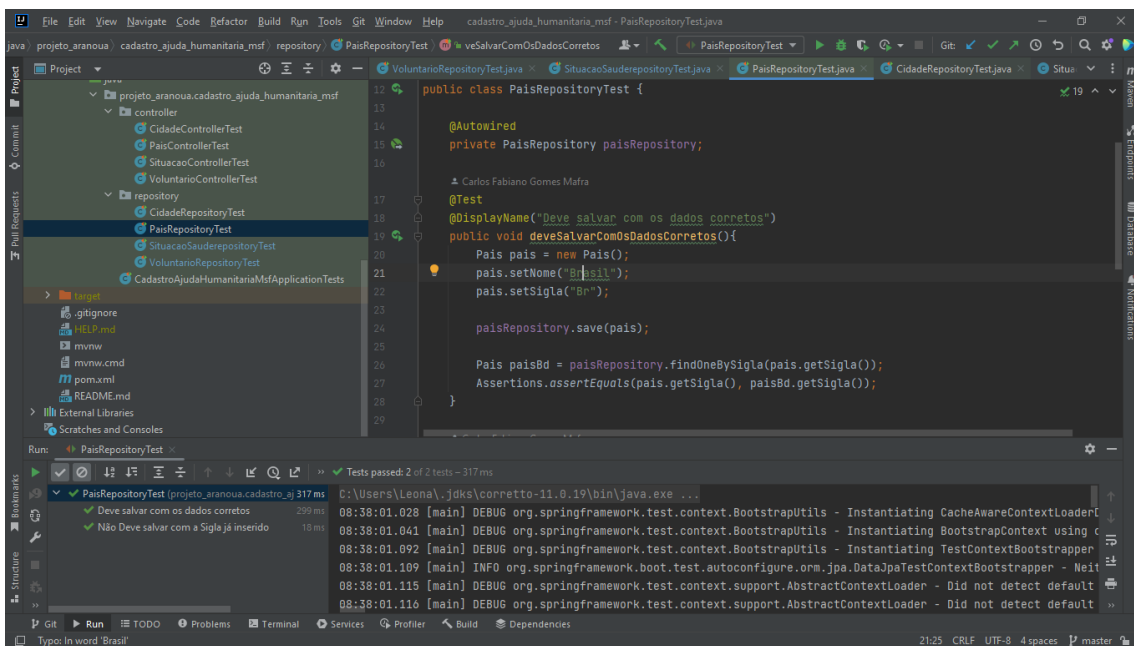 File Edit View Navigate Code Refactor Build Run Tools Git Window Help cadastro_ajuda_humanitaria_msf - PaisRepositoryTest.java
java projeto_aranoua cadastro_ajuda_humanitaria_msf repository PaisRepositoryTest veSalvarComOsDadosCorretos PaisRepositoryTest Git:
Project
VoluntarioRepositoryTest.java SituacaoSauderepositoryTest.java PaisRepositoryTest.java CidadeRepositoryTest.java Situa
java
projeto_aranoua.cadastro_ajuda_humanitaria_msf
controller
CidadeControllerTest
PaisControllerTest
SituacaoControllerTest
VoluntarioControllerTest
repository
CidadeRepositoryTest
PaisRepositoryTest
SituacaoSauderepositoryTest
VoluntarioRepositoryTest
CadastroAjudaHumanitariaMsfApplicationTests
target
.gitignore
HELP.md
mvnw
mvnw.cmd
pom.xml
README.md
External Libraries
Scratches and Consoles
12 public class PaisRepositoryTest {
19
13
14 @Autowired
15 private PaisRepository paisRepository;
16
Carlos Fabiano Gomes Mafra
17 @Test
18 @DisplayName("Deve salvar com os dados corretos")
19 public void deveSalvarComOsDadosCorretos(){
20 Pais pais = new Pais();
21 pais.setNome("Brasil");
22 pais.setSigla("Br");
23
24 paisRepository.save(pais);
25
26 Pais paisBd = paisRepository.findOneBySigla(pais.getSigla());
27 Assertions.assertEquals(pais.getSigla(), paisBd.getSigla());
28 }
29
Project
Commit
Pull Requests
Bookmarks
Structure
Maven
Endpoints
Database
Notifications
Run: PaisRepositoryTest
Tests passed: 2 of 2 tests – 317 ms
PaisRepositoryTest (projeto_aranoua.cadastro_aj 317 ms
Deve salvar com os dados corretos 299 ms
Não Deve salvar com a Sigla já inserido 18 ms
C:\Users\Leona\.jdks\corretto-11.0.19\bin\java.exe ...
08:38:01.028 [main] DEBUG org.springframework.test.context.BootstrapUtils - Instantiating CacheAwareContextLoaderD
08:38:01.041 [main] DEBUG org.springframework.test.context.BootstrapUtils - Instantiating BootstrapContext using
08:38:01.092 [main] DEBUG org.springframework.test.context.BootstrapUtils - Instantiating TestContextBootstrapper
08:38:01.109 [main] INFO org.springframework.boot.test.autoconfigure.orm.jpa.DataJpaTestContextBootstrapper - Neit
08:38:01.115 [main] DEBUG org.springframework.test.context.support.AbstractContextLoader - Did not detect default
08:38:01.116 [main] DEBUG org.springframework.test.context.support.AbstractContextLoader - Did not detect default
Git Run TODO Problems Terminal Services Profiler Build Dependencies
Typo: In word 'Brasil' 21:25 CRLF UTF-8 4 spaces master